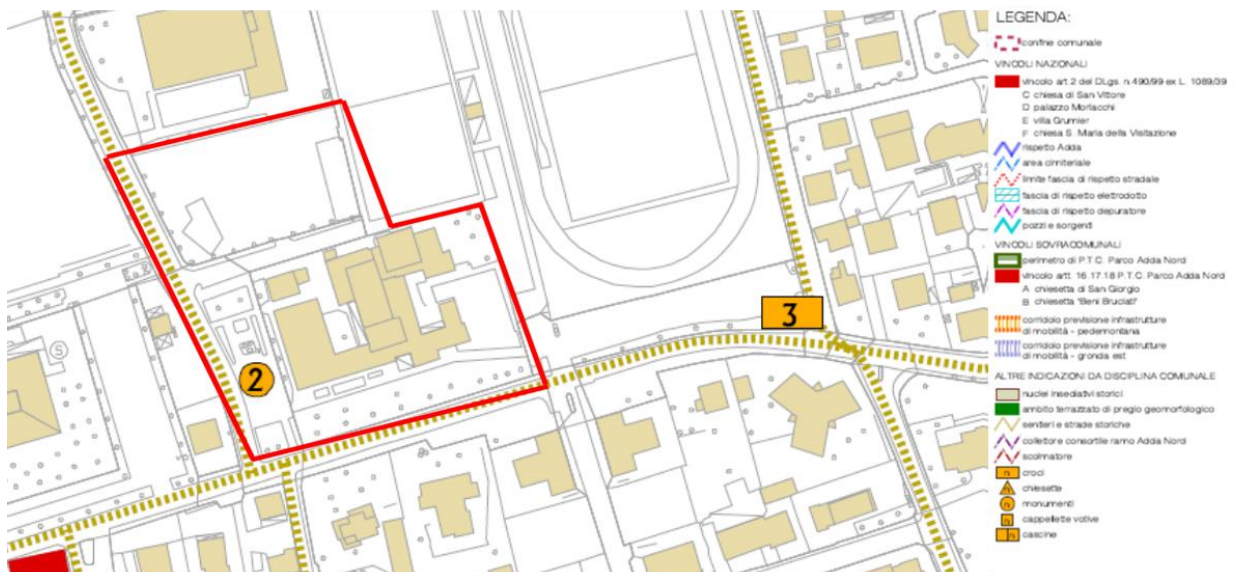 LEGENDA:
confine comunale
VINCOLI NAZIONALI
vincolo art.2 del DLgs. n.490/99 ex L. 1089/39
C chiesa di San Vittore
D palazzo Morlacchi
E villa Grumier
F chiesa S. Maria della Visitazione
rispetto Adda
area cimiteriale
limite fascia di rispetto stradale
fascia di rispetto elettrodotto
fascia di rispetto depuratore
pozzi e sorgenti
VINCOLI SOVRACOMUNALI
perimetro di P.T.C. Parco Adda Nord
vincolo artt. 16.17.18 P.T.C. Parco Adda Nord
A chiesetta di San Giorgio
B chiesetta "Beni Bruciati"
corridoio previsione infrastrutture
di mobilità - pedemontana
corridoio previsione infrastrutture
di mobilità - gronda est
ALTRE INDICAZIONI DA DISCIPLINA COMUNALE
nuclei insediativi storici
ambito terrazzato di pregio geomorfologico
sentieri e strade storiche
collettore consortile ramo Adda Nord
scolmatore
n croci
n chiesette
n monumenti
n cappellette votive
n cascine
3
S
2